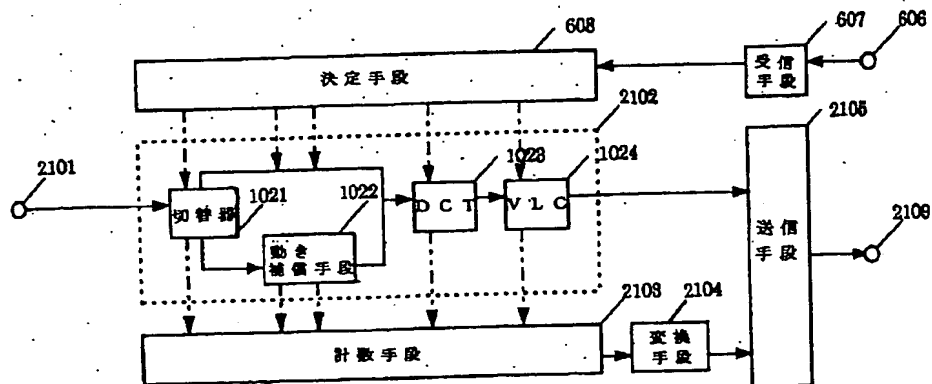 608
607
606
決定手段
受信
手段
2102
2105
2101
1023
1024
1021
1022
切替器
DCT
VLC
動き
補償手段
送信
手段
2109
2103
2104
計数手段
変換
手段